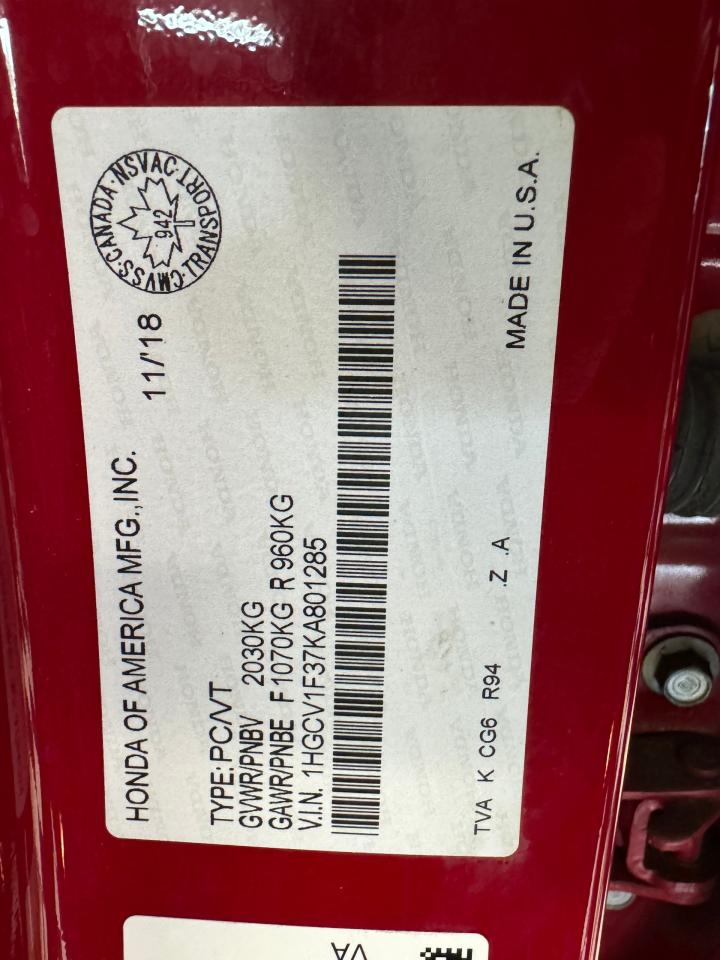 HONDA OF AMERICA MFG., INC. 11/'18
CMVSS·CANADA·NSVAC·TRANSPORT·
942
TYPE: PC/VT
GVWR/PNBV 2030KG
GAWR/PNBE F 1070KG R 960KG
V.I.N. 1HGCV1F37KA801285
TVA K CG6 R94 .Z .A MADE IN U.S.A.
VA